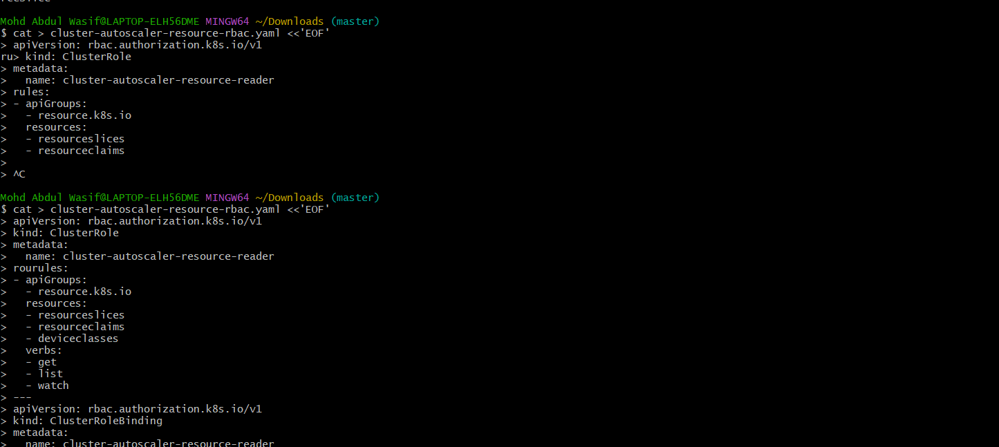 Mohd Abdul Wasif@LAPTOP-ELH56DME MINGW64 ~/Downloads (master)
$ cat > cluster-autoscaler-resource-rbac.yaml <<'EOF'
> apiVersion: rbac.authorization.k8s.io/v1
ru> kind: ClusterRole
> metadata:
>   name: cluster-autoscaler-resource-reader
> rules:
> - apiGroups:
>   - resource.k8s.io
>   resources:
>   - resourceslices
>   - resourceclaims
>
> ^C
Mohd Abdul Wasif@LAPTOP-ELH56DME MINGW64 ~/Downloads (master)
$ cat > cluster-autoscaler-resource-rbac.yaml <<'EOF'
> apiVersion: rbac.authorization.k8s.io/v1
> kind: ClusterRole
> metadata:
>   name: cluster-autoscaler-resource-reader
> rourules:
> - apiGroups:
>   - resource.k8s.io
>   resources:
>   - resourceslices
>   - resourceclaims
>   - deviceclasses
>   verbs:
>   - get
>   - list
>   - watch
> ---
> apiVersion: rbac.authorization.k8s.io/v1
> kind: ClusterRoleBinding
> metadata:
>   name: cluster-autoscaler-resource-reader